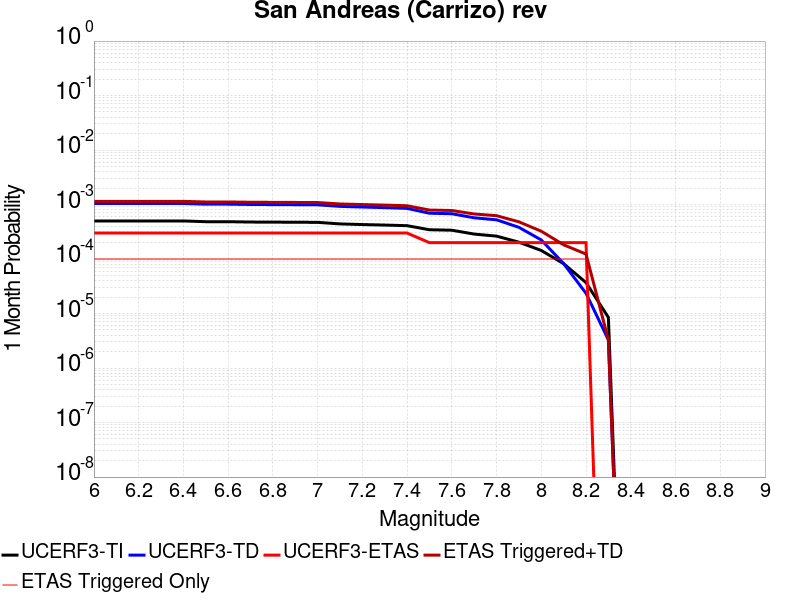 San Andreas (Carrizo) rev
10^0
10^-1
10^-2
10^-3
10^-4
10^-5
10^-6
10^-7
10^-8
1 Month Probability
6 6.2 6.4 6.6 6.8 7 7.2 7.4 7.6 7.8 8 8.2 8.4 8.6 8.8 9
Magnitude
UCERF3-TI UCERF3-TD UCERF3-ETAS ETAS Triggered+TD
ETAS Triggered Only